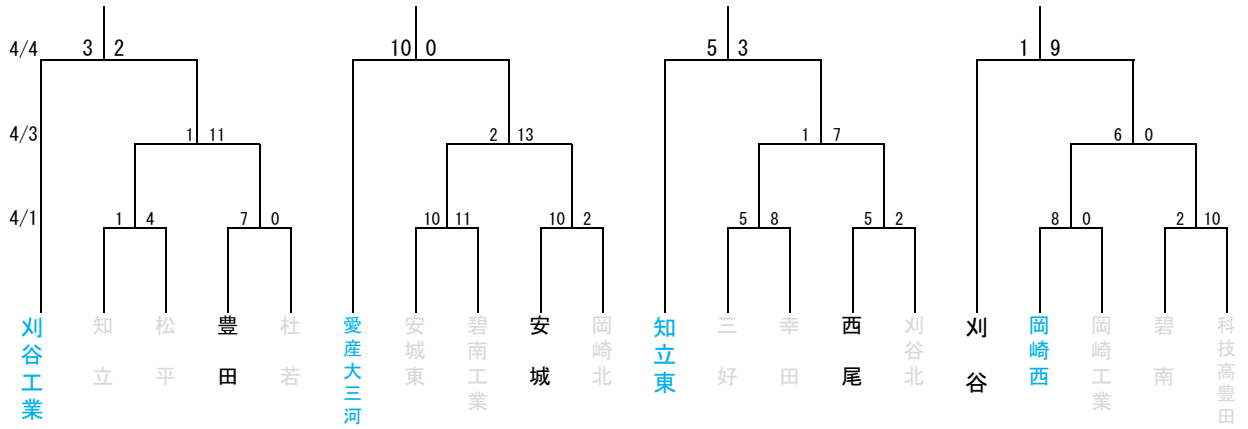 4/4 3 2 10 0 5 3 1 9
4/3 1 11 2 13 1 7 6 0
4/1 1 4 7 0 10 11 10 2 5 8 5 2 8 0 2 10
刈谷工業
知立
松平
豊田
杜若
愛産大三河
安城東
碧南工業
安城
岡崎北
知立東
三好
幸田
西尾
刈谷北
刈谷
岡崎西
岡崎工業
碧南
科技高豊田